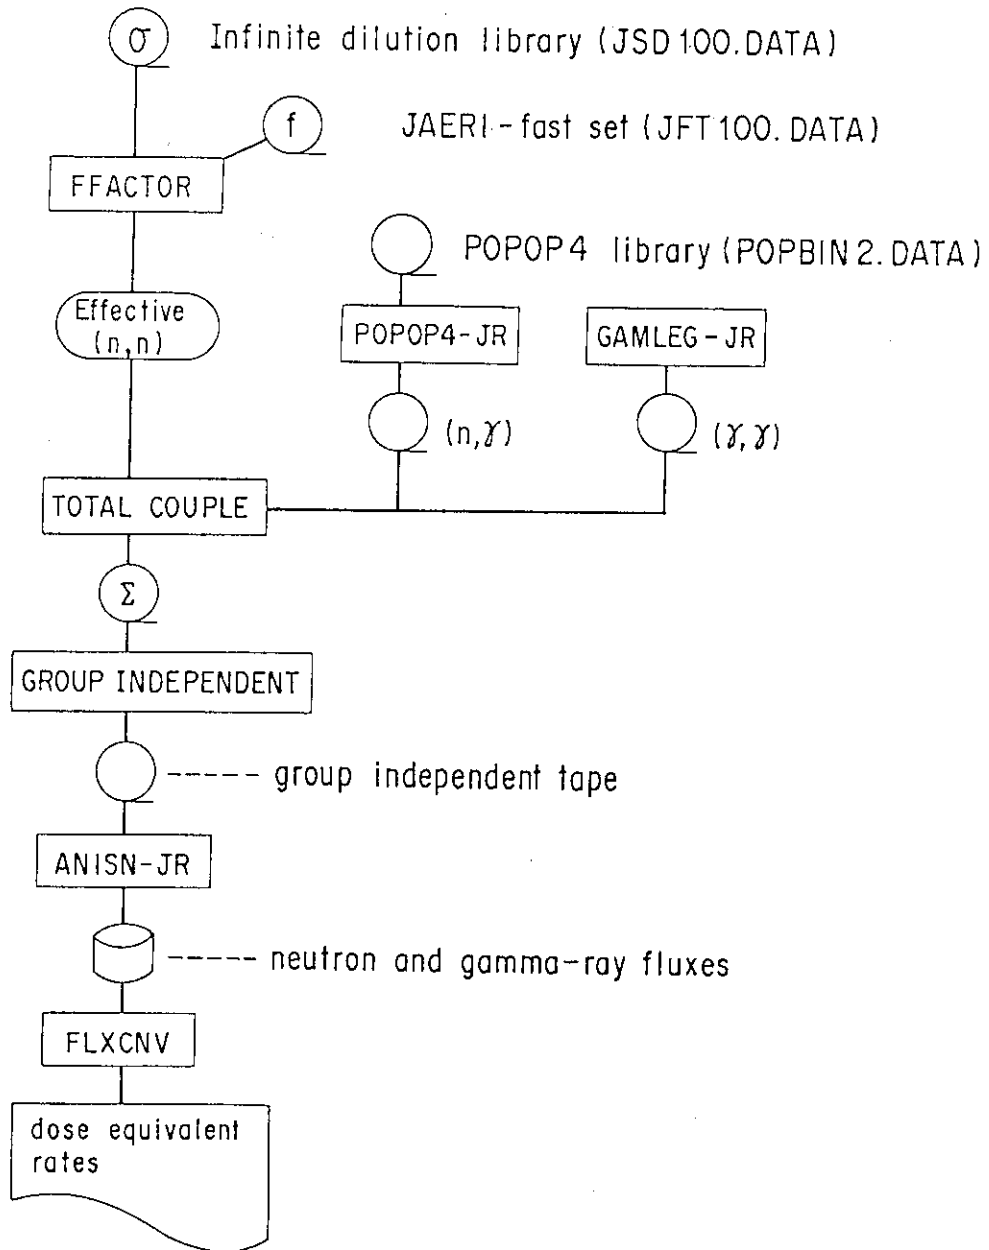 σ Infinite dilution library (JSD100.DATA)
f JAERI-fast set (JFT100.DATA)
FFACTOR
POPOP4 library (POPBIN2.DATA)
Effective
(n,n)
POPOP4-JR
GAMLEG-JR
(n,γ)
(γ,γ)
TOTAL COUPLE
Σ
GROUP INDEPENDENT
----- group independent tape
ANISN-JR
----- neutron and gamma-ray fluxes
FLXCNV
dose equivalent
rates